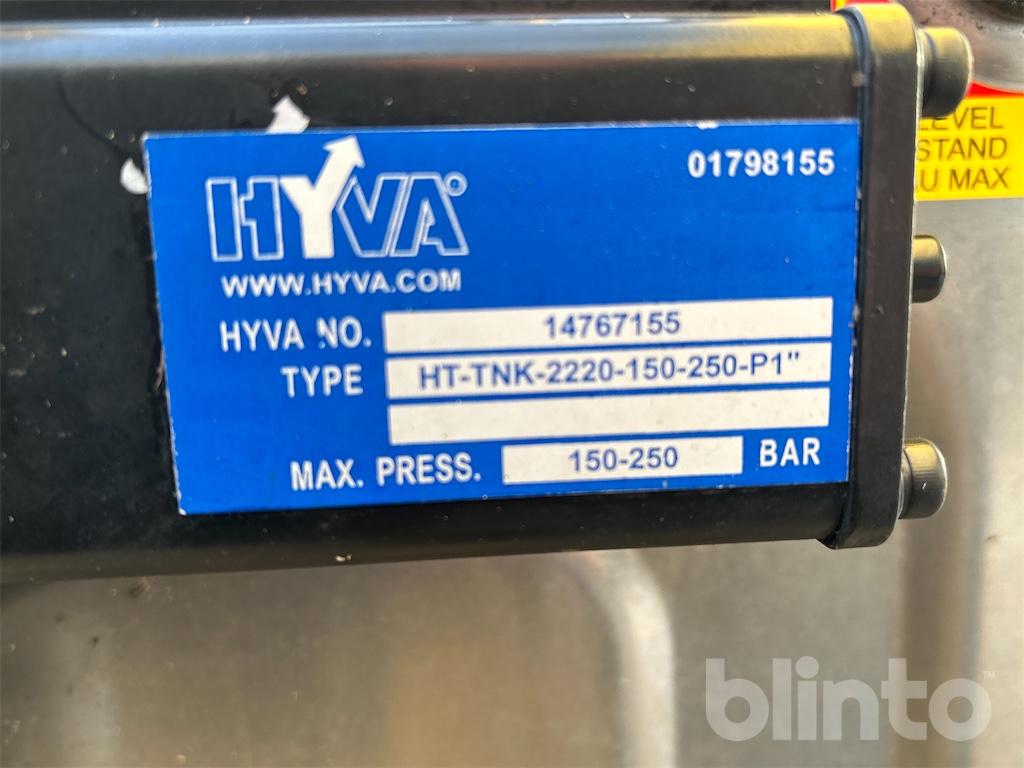 HYVA
01798155
WWW.HYVA.COM
HYVA NO. 14767155
TYPE HT-TNK-2220-150-250-P1"
MAX. PRESS. 150-250 BAR
LEVEL
STAND
U MAX
blinto™